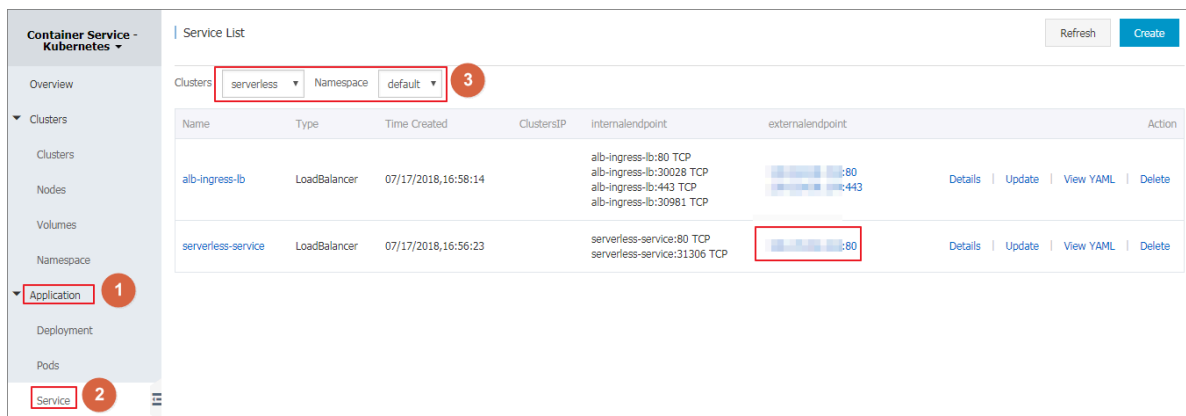 Container Service -
Kubernetes
Overview
Clusters
Clusters
Nodes
Volumes
Namespace
Application
1
Deployment
Pods
Service
2
Service List
Refresh
Create
Clusters
serverless
Namespace
default
3
Name
Type
Time Created
ClustersIP
internalendpoint
externalendpoint
Action
alb-ingress-lb
LoadBalancer
07/17/2018,16:58:14
alb-ingress-lb:80 TCP
alb-ingress-lb:30028 TCP
alb-ingress-lb:443 TCP
alb-ingress-lb:30981 TCP
:80
:443
Details
Update
View YAML
Delete
serverless-service
LoadBalancer
07/17/2018,16:56:23
serverless-service:80 TCP
serverless-service:31306 TCP
:80
Details
Update
View YAML
Delete